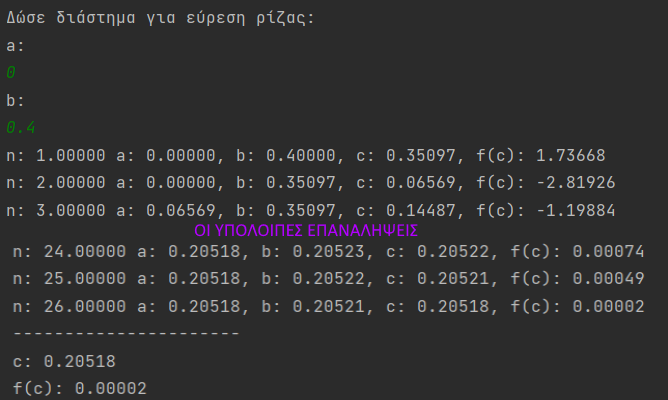 Δώσε διάστημα για εύρεση ρίζας:
a:
0
b:
0.4
n: 1.00000 a: 0.00000, b: 0.40000, c: 0.35097, f(c): 1.73668
n: 2.00000 a: 0.00000, b: 0.35097, c: 0.06569, f(c): -2.81926
n: 3.00000 a: 0.06569, b: 0.35097, c: 0.14487, f(c): -1.19884
ΟΙ ΥΠΟΛΟΙΠΕΣ ΕΠΑΝΑΛΗΨΕΙΣ
n: 24.00000 a: 0.20518, b: 0.20523, c: 0.20522, f(c): 0.00074
n: 25.00000 a: 0.20518, b: 0.20522, c: 0.20521, f(c): 0.00049
n: 26.00000 a: 0.20518, b: 0.20521, c: 0.20518, f(c): 0.00002
----------------------
c: 0.20518
f(c): 0.00002